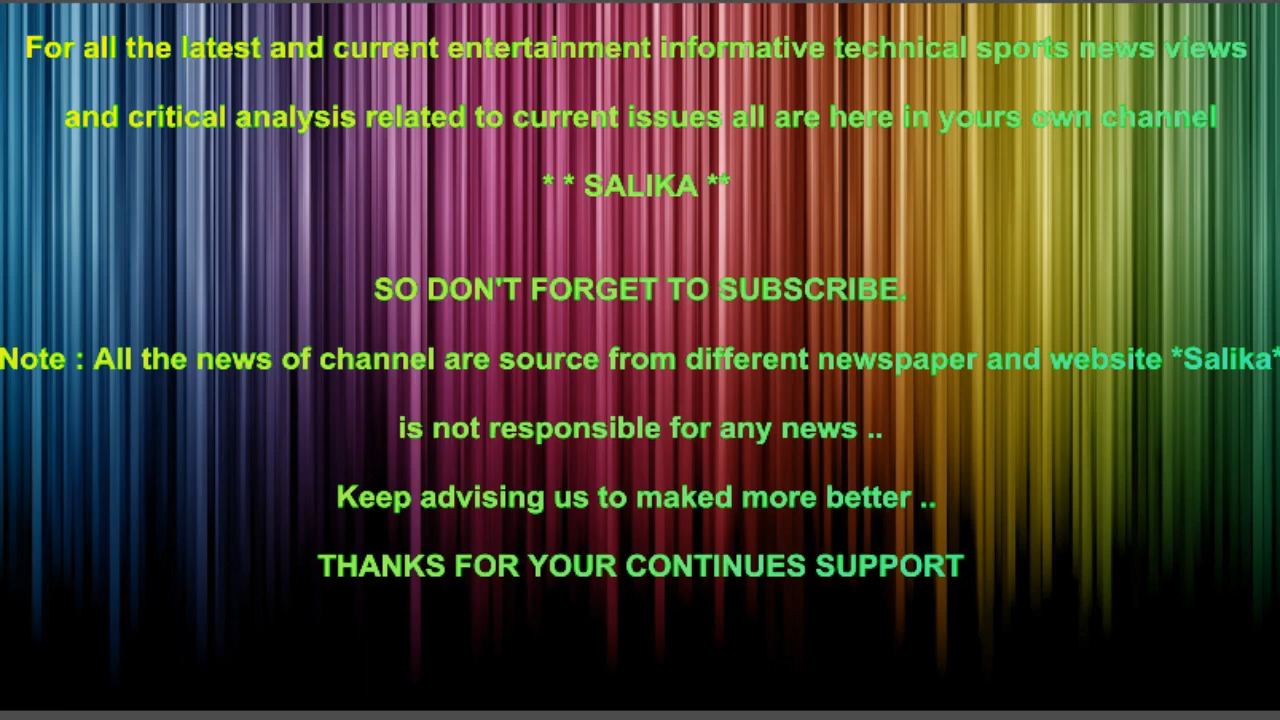 For all the latest and current entertainment informative technical sports news views
and critical analysis related to current issues all are here in yours own channel
* * SALIKA **
SO DON'T FORGET TO SUBSCRIBE.
Note : All the news of channel are source from different newspaper and website *Salika*
is not responsible for any news ..
Keep advising us to maked more better ..
THANKS FOR YOUR CONTINUES SUPPORT